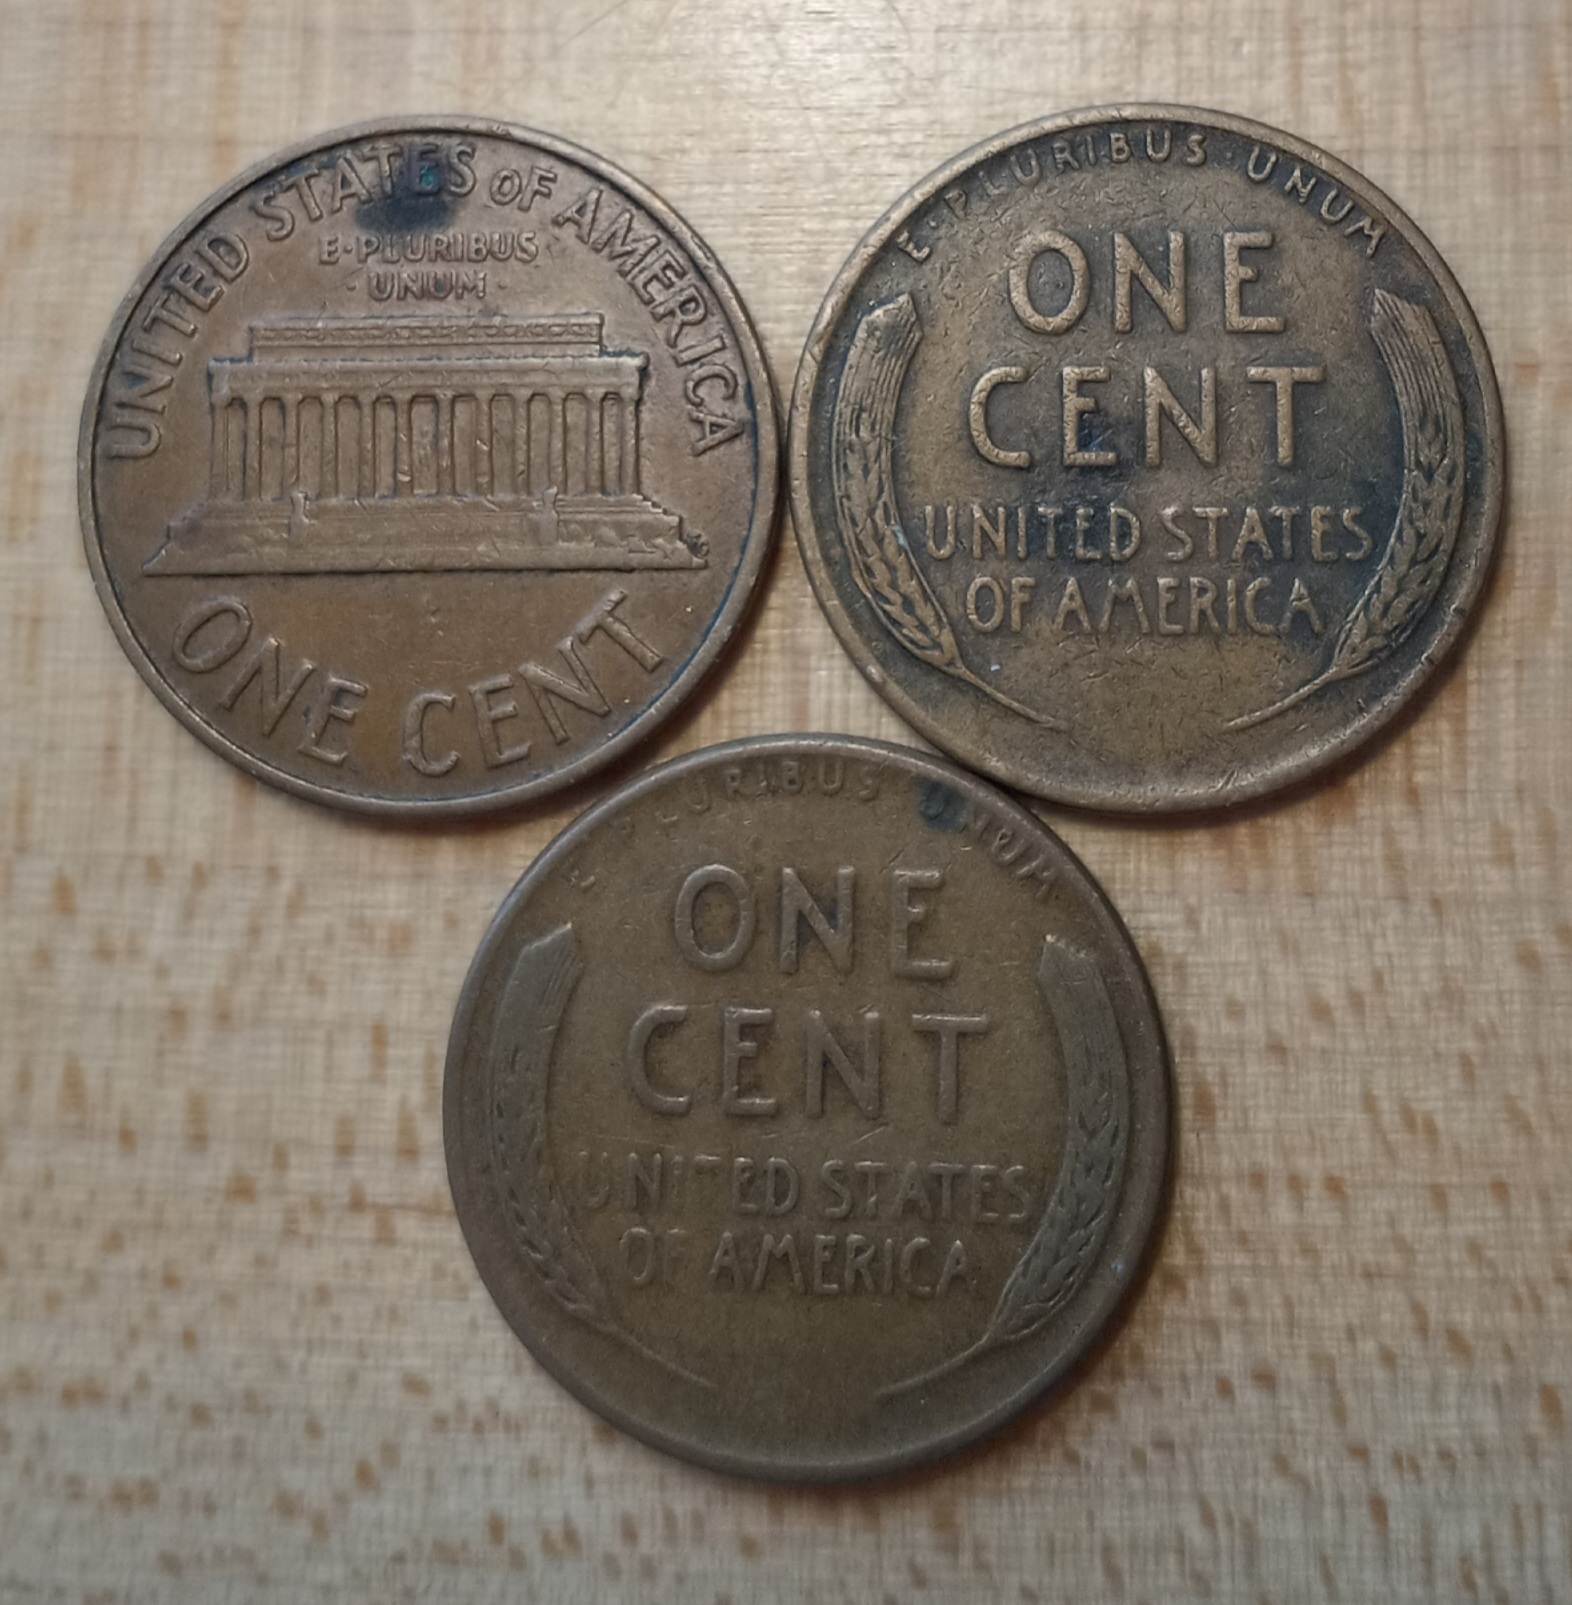 UNITED STATES OF AMERICA
E·PLURIBUS
·UNUM·
ONE CENT
E·PLURIBUS·UNUM
ONE
CENT
UNITED STATES
OF AMERICA
E·PLURIBUS·UNUM
ONE
CENT
UNITED STATES
OF AMERICA